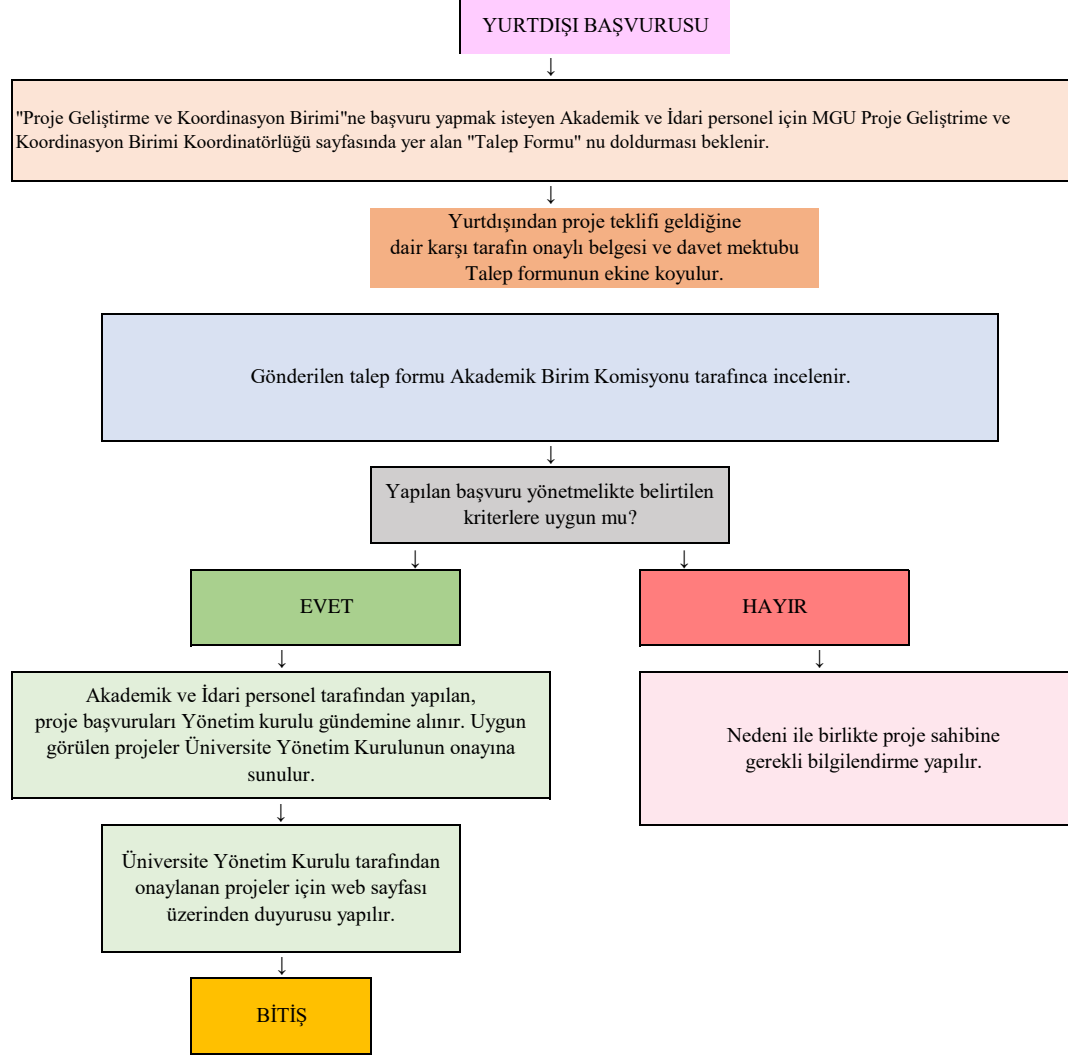 YURTDIŞI BAŞVURUSU
↓
"Proje Geliştirme ve Koordinasyon Birimi"ne başvuru yapmak isteyen Akademik ve İdari personel için MGU Proje Geliştrime ve
Koordinasyon Birimi Koordinatörlüğü sayfasında yer alan "Talep Formu" nu doldurması beklenir.
↓
Yurtdışından proje teklifi geldiğine
dair karşı tarafın onaylı belgesi ve davet mektubu
Talep formunun ekine koyulur.
Gönderilen talep formu Akademik Birim Komisyonu tarafınca incelenir.
↓
Yapılan başvuru yönetmelikte belirtilen
kriterlere uygun mu?
↓ ↓
EVET
HAYIR
↓ ↓
Akademik ve İdari personel tarafından yapılan,
proje başvuruları Yönetim kurulu gündemine alınır. Uygun
görülen projeler Üniversite Yönetim Kurulunun onayına
sunulur.
Nedeni ile birlikte proje sahibine
gerekli bilgilendirme yapılır.
↓
Üniversite Yönetim Kurulu tarafından
onaylanan projeler için web sayfası
üzerinden duyurusu yapılır.
↓
BİTİŞ